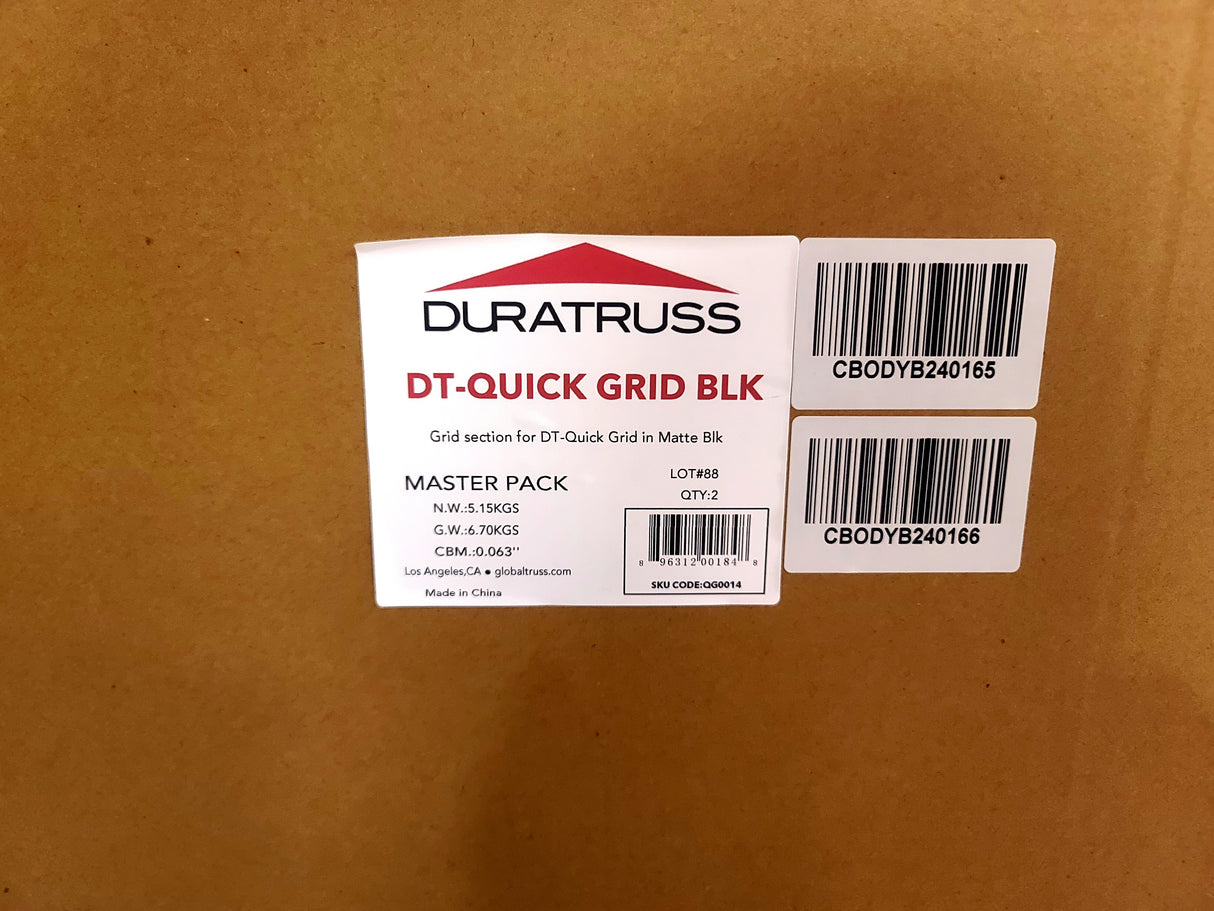 DURATRUSS
DT-QUICK GRID BLK
Grid section for DT-Quick Grid in Matte Blk
MASTER PACK
N.W.:5.15KGS
G.W.:6.70KGS
CBM.:0.063''
Los Angeles,CA ● globaltruss.com
Made in China
LOT#88
QTY:2
8 96312 00184 8
SKU CODE:QG0014
CBODYB240165
CBODYB240166